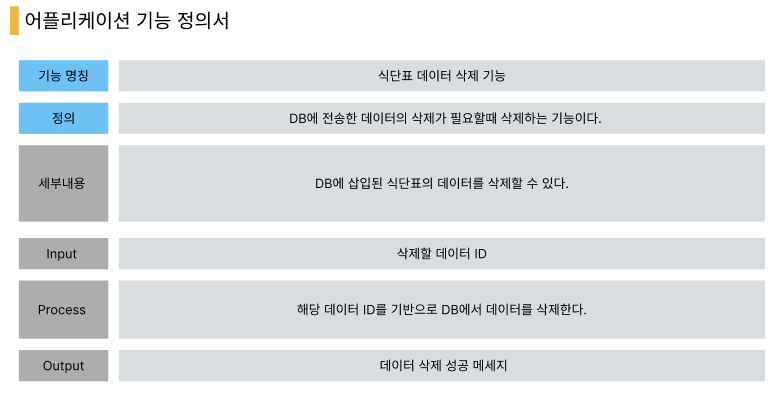 어플리케이션 기능 정의서
기능 명칭
식단표 데이터 삭제 기능
정의
DB에 전송한 데이터의 삭제가 필요할때 삭제하는 기능이다.
세부내용
DB에 삽입된 식단표의 데이터를 삭제할 수 있다.
Input
삭제할 데이터 ID
Process
해당 데이터 ID를 기반으로 DB에서 데이터를 삭제한다.
Output
데이터 삭제 성공 메세지